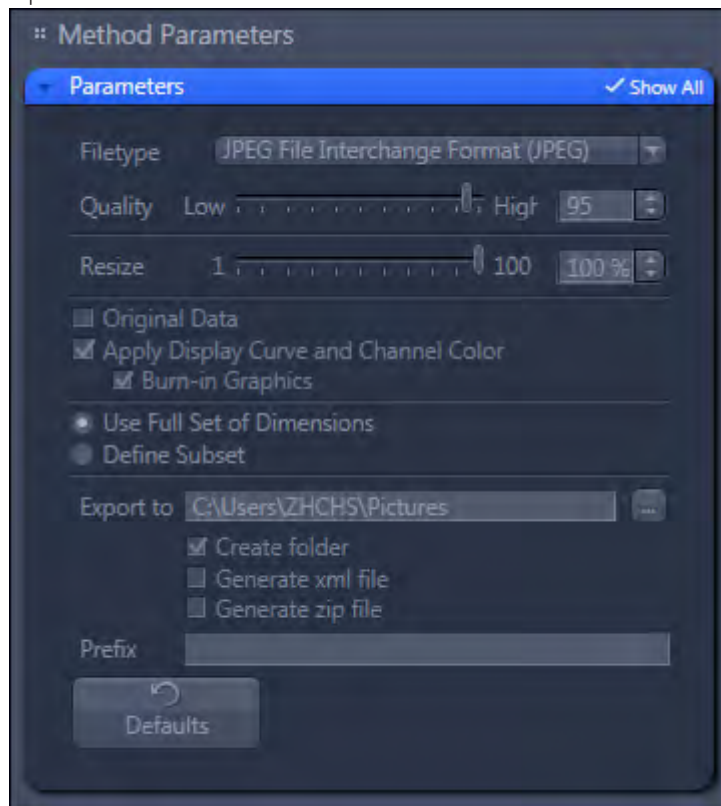 Method Parameters
Parameters Show All
Filetype JPEG File Interchange Format (JPEG)
Quality Low High 95
Resize 1 100 100 %
Original Data
Apply Display Curve and Channel Color
Burn-in Graphics
Use Full Set of Dimensions
Define Subset
Export to C:\Users\ZHCHS\Pictures ...
Create folder
Generate xml file
Generate zip file
Prefix
Defaults